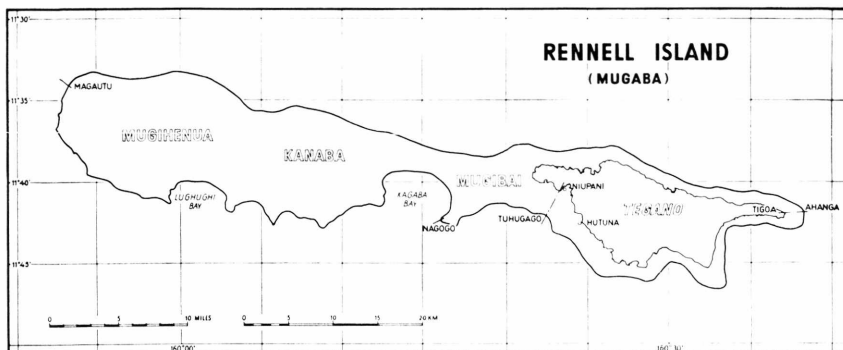 11°30'
RENNELL ISLAND
(MUGABA)
11°35'
MAGAUTU
MUGIHENUA
KANABA
11°40'
LUGHUGHI
BAY
KAGABA
BAY
MUGIBAI
NIUPANI
TEGANO
TIGOA
AHANGA
NAGOGO
TUHUGAGO
HUTUNA
11°45'
0 5 10 MILES
0 5 10 15 20 KM
160°00'
160°30'